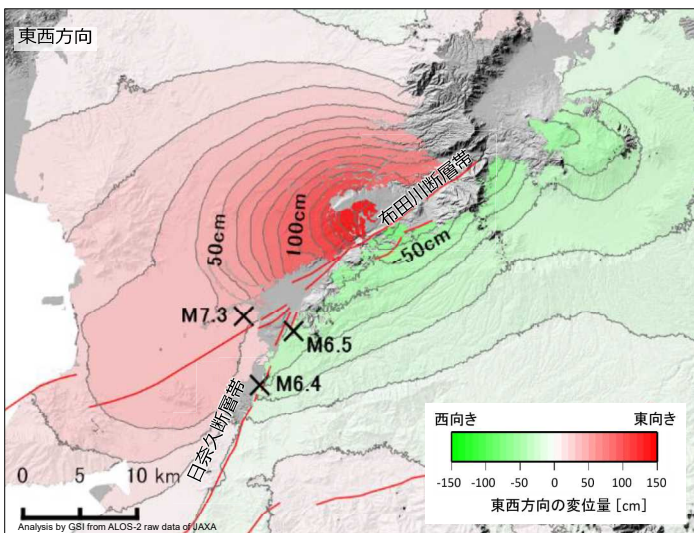 東西方向
布田川断層帯
50cm
100cm
-50cm
M7.3
M6.5
M6.4
日奈久断層帯
西向き 東向き
-150 -100 -50 0 50 100 150
東西方向の変位量 [cm]
0 5 10 km
Analysis by GSI from ALOS-2 raw data of JAXA